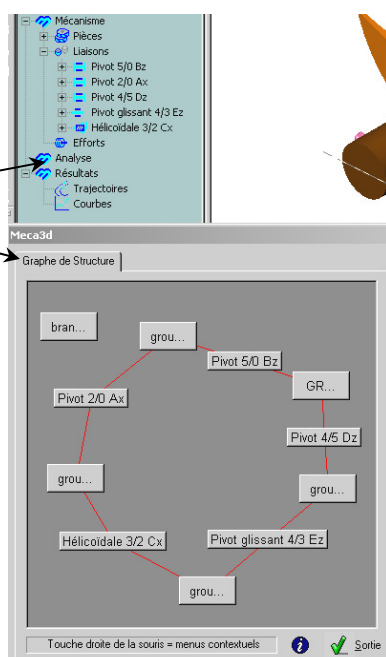 Mécanisme
Pièces
Liaisons
Pivot 5/0 Bz
Pivot 2/0 Ax
Pivot 4/5 Dz
Pivot glissant 4/3 Ez
Hélicoïdale 3/2 Cx
Efforts
Analyse
Résultats
Trajectoires
Courbes
Meca3d
Graphe de Structure
bran...
grou...
Pivot 5/0 Bz
GR...
Pivot 2/0 Ax
Pivot 4/5 Dz
grou...
grou...
Hélicoïdale 3/2 Cx
Pivot glissant 4/3 Ez
grou...
Touche droite de la souris = menus contextuels
Sortie